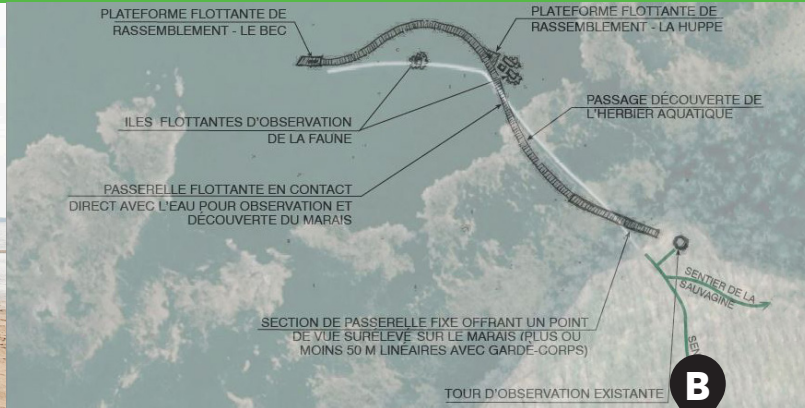 PLATEFORME FLOTTANTE DE
RASSEMBLEMENT - LE BEC
PLATEFORME FLOTTANTE DE
RASSEMBLEMENT - LA HUPPE
PASSAGE DÉCOUVERTE DE
L'HERBIER AQUATIQUE
ILES FLOTTANTES D'OBSERVATION
DE LA FAUNE
PASSERELLE FLOTTANTE EN CONTACT
DIRECT AVEC L'EAU POUR OBSERVATION ET
DÉCOUVERTE DU MARAIS
SENTIER DE LA
SAUVAGINE
SECTION DE PASSERELLE FIXE OFFRANT UN POINT
DE VUE SURÉLEVÉ SUR LE MARAIS (PLUS OU
MOINS 50 M LINÉAIRES AVEC GARDE-CORPS)
TOUR D'OBSERVATION EXISTANTE
B